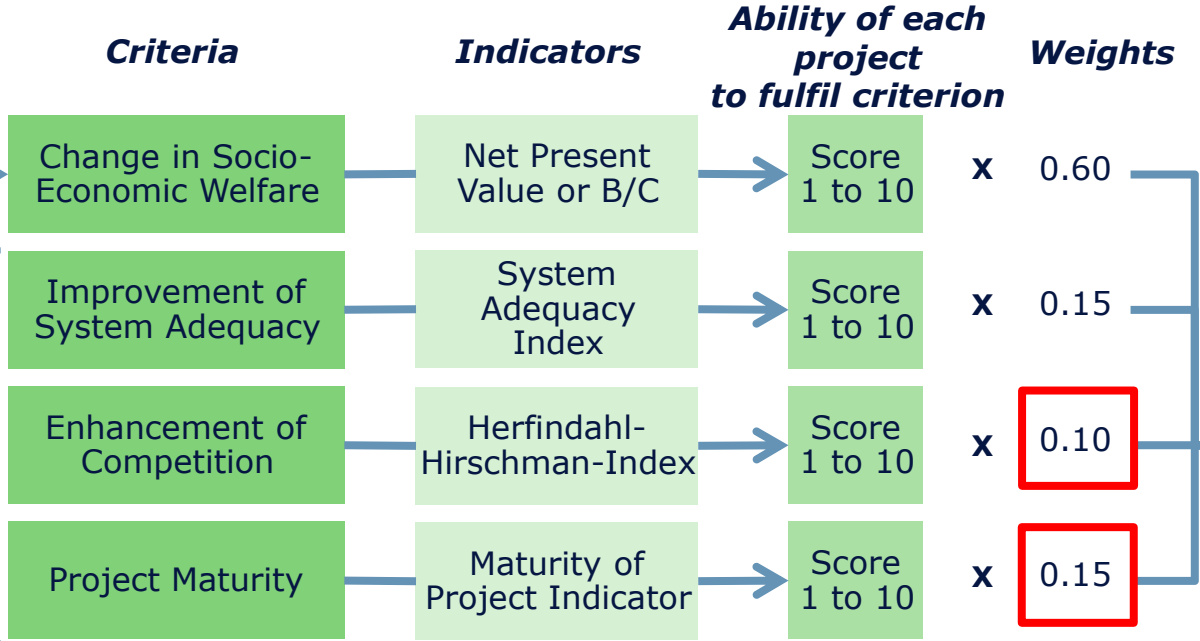 Criteria
Indicators
Ability of each
project
to fulfil criterion
Weights
Change in Socio-
Economic Welfare
Net Present
Value or B/C
Score
1 to 10
x
0.60
Improvement of
System Adequacy
System
Adequacy
Index
Score
1 to 10
x
0.15
Enhancement of
Competition
Herfindahl-
Hirschman-Index
Score
1 to 10
x
0.10
Project Maturity
Maturity of
Project Indicator
Score
1 to 10
x
0.15